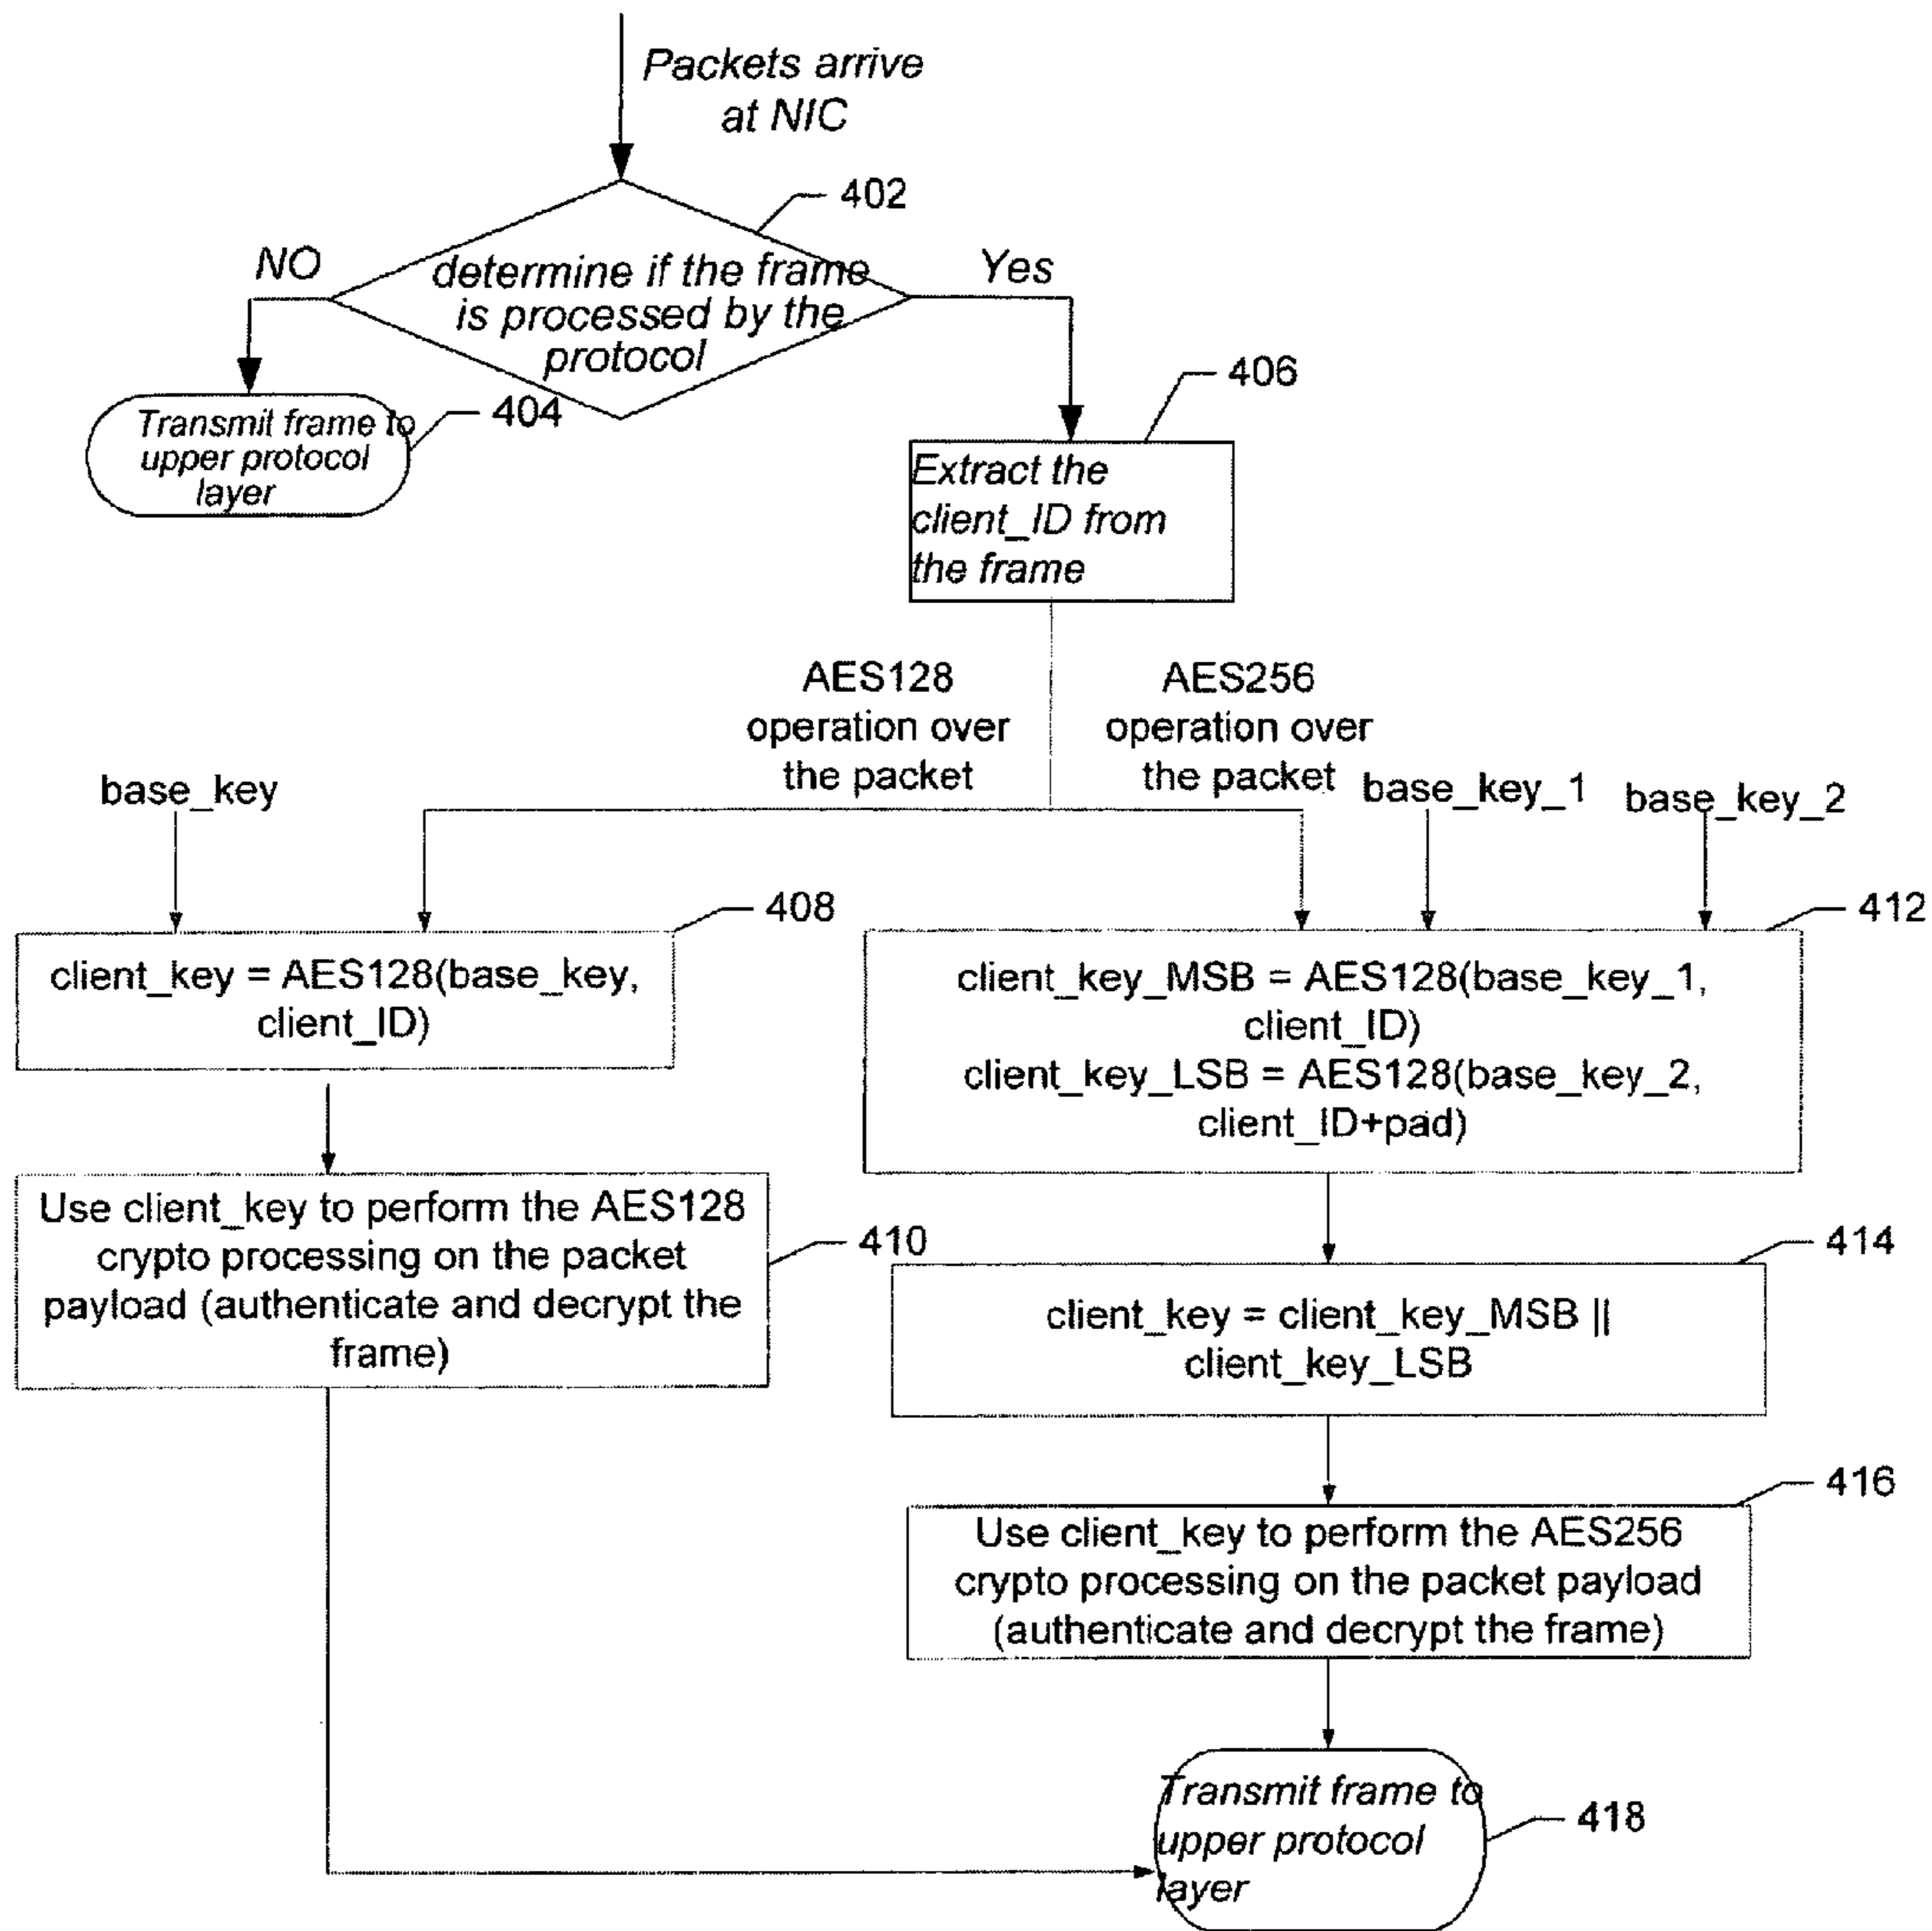 Packets arrive
at NIC
402
NO
Yes
determine if the frame
is processed by the
protocol
404
Transmit frame to
upper protocol
layer
406
Extract the
client_ID from
the frame
AES128
operation over
the packet
AES256
operation over
the packet
base_key
base_key_1
base_key_2
408
client_key = AES128(base_key,
client_ID)
412
client_key_MSB = AES128(base_key_1,
client_ID)
client_key_LSB = AES128(base_key_2,
client_ID+pad)
410
Use client_key to perform the AES128
crypto processing on the packet
payload (authenticate and decrypt the
frame)
414
client_key = client_key_MSB ||
client_key_LSB
416
Use client_key to perform the AES256
crypto processing on the packet payload
(authenticate and decrypt the frame)
Transmit frame to
upper protocol
layer
418